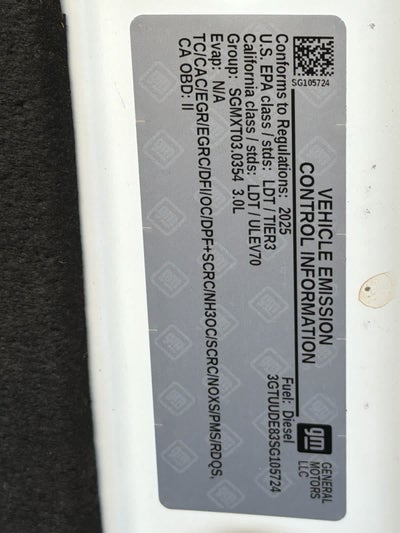 SG105724
VEHICLE EMISSION
CONTROL INFORMATION
gm
GENERAL
MOTORS
LLC
Conforms to Regulations: 2025
Fuel: Diesel
U.S. EPA class / stds: LDT / TIER3
3GTUUDE83SG105724
California class / stds: LDT / ULEV70
Group: SGMXT03.0354 3.0L
Evap: N/A
TC/CAC/EGR/EGRC/DFI/OC/DPF+SCRC/NH3OC/SCRC/NOXS/PMS/RDQS,
CA OBD: II